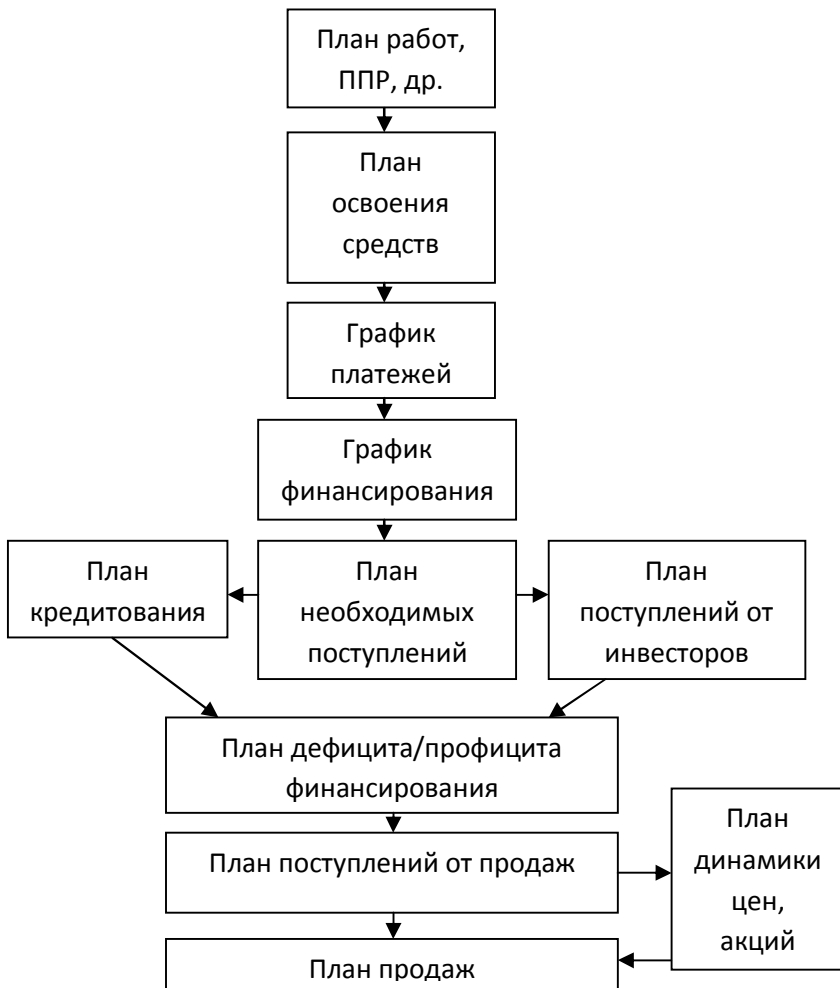 План работ,
ППР, др.
План
освоения
средств
График
платежей
График
финансирования
План
кредитования
План
необходимых
поступлений
План
поступлений от
инвесторов
План дефицита/профицита
финансирования
План поступлений от продаж
План
динамики
цен,
акций
План продаж